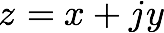 z = x + jy